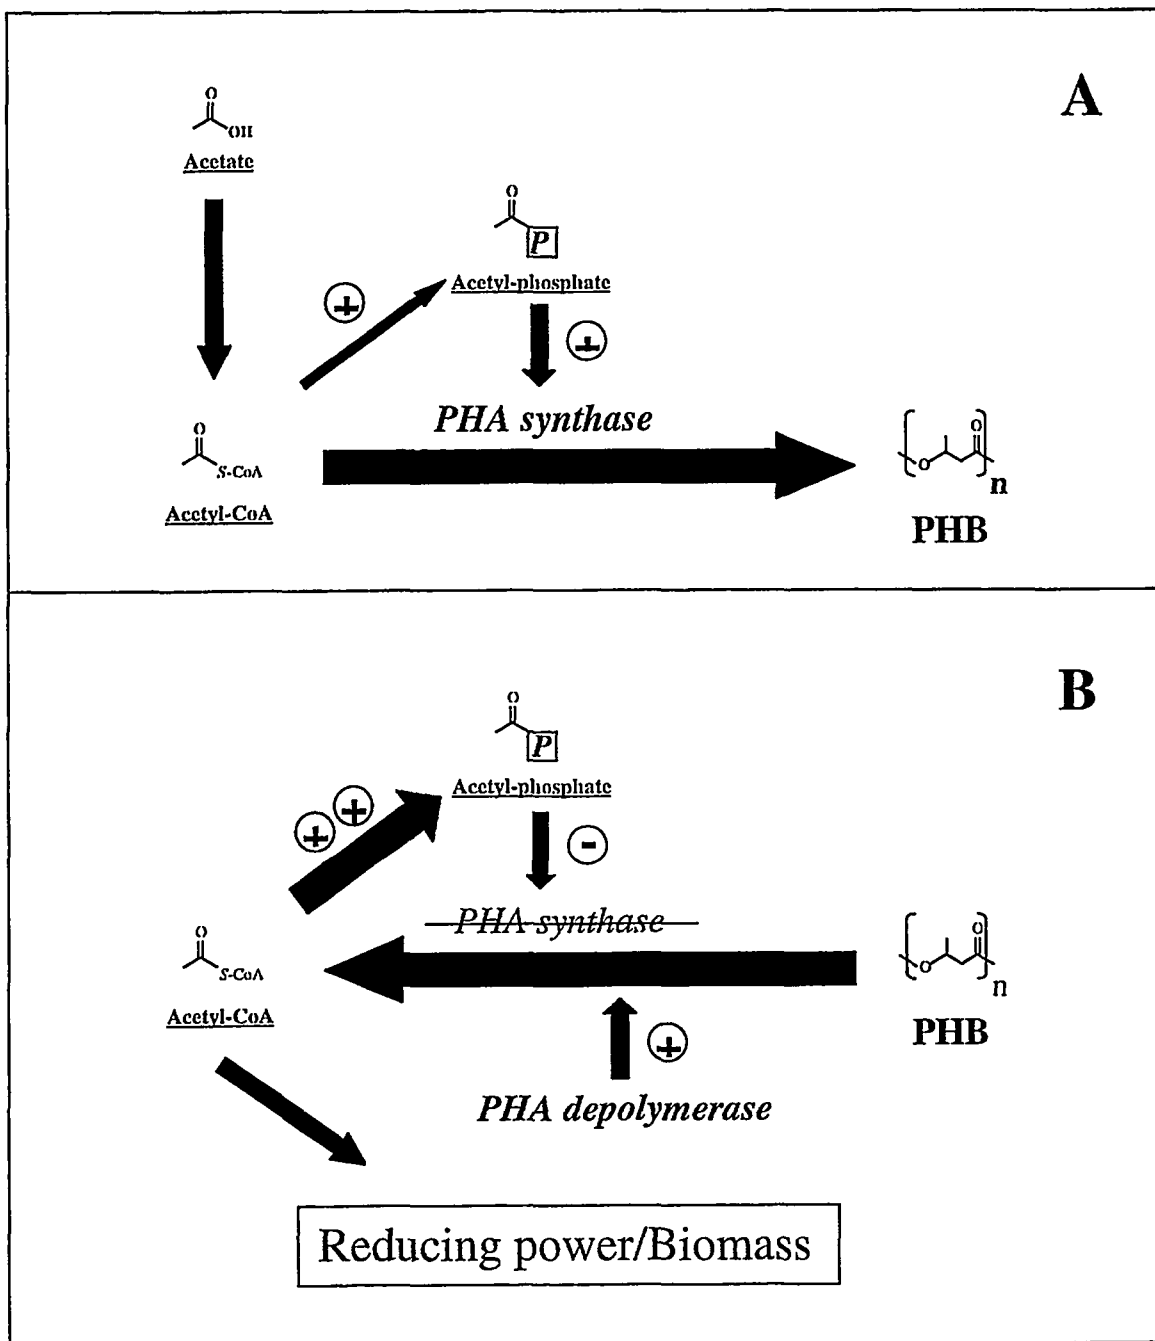 A
O
OH
Acetate
O
P
Acetyl-phosphate
+
+
PHA synthase
O
S-CoA
Acetyl-CoA
O
O
n
PHB
B
O
P
Acetyl-phosphate
+
+
-
PHA synthase
O
S-CoA
Acetyl-CoA
O
O
n
PHB
+
PHA depolymerase
Reducing power/Biomass